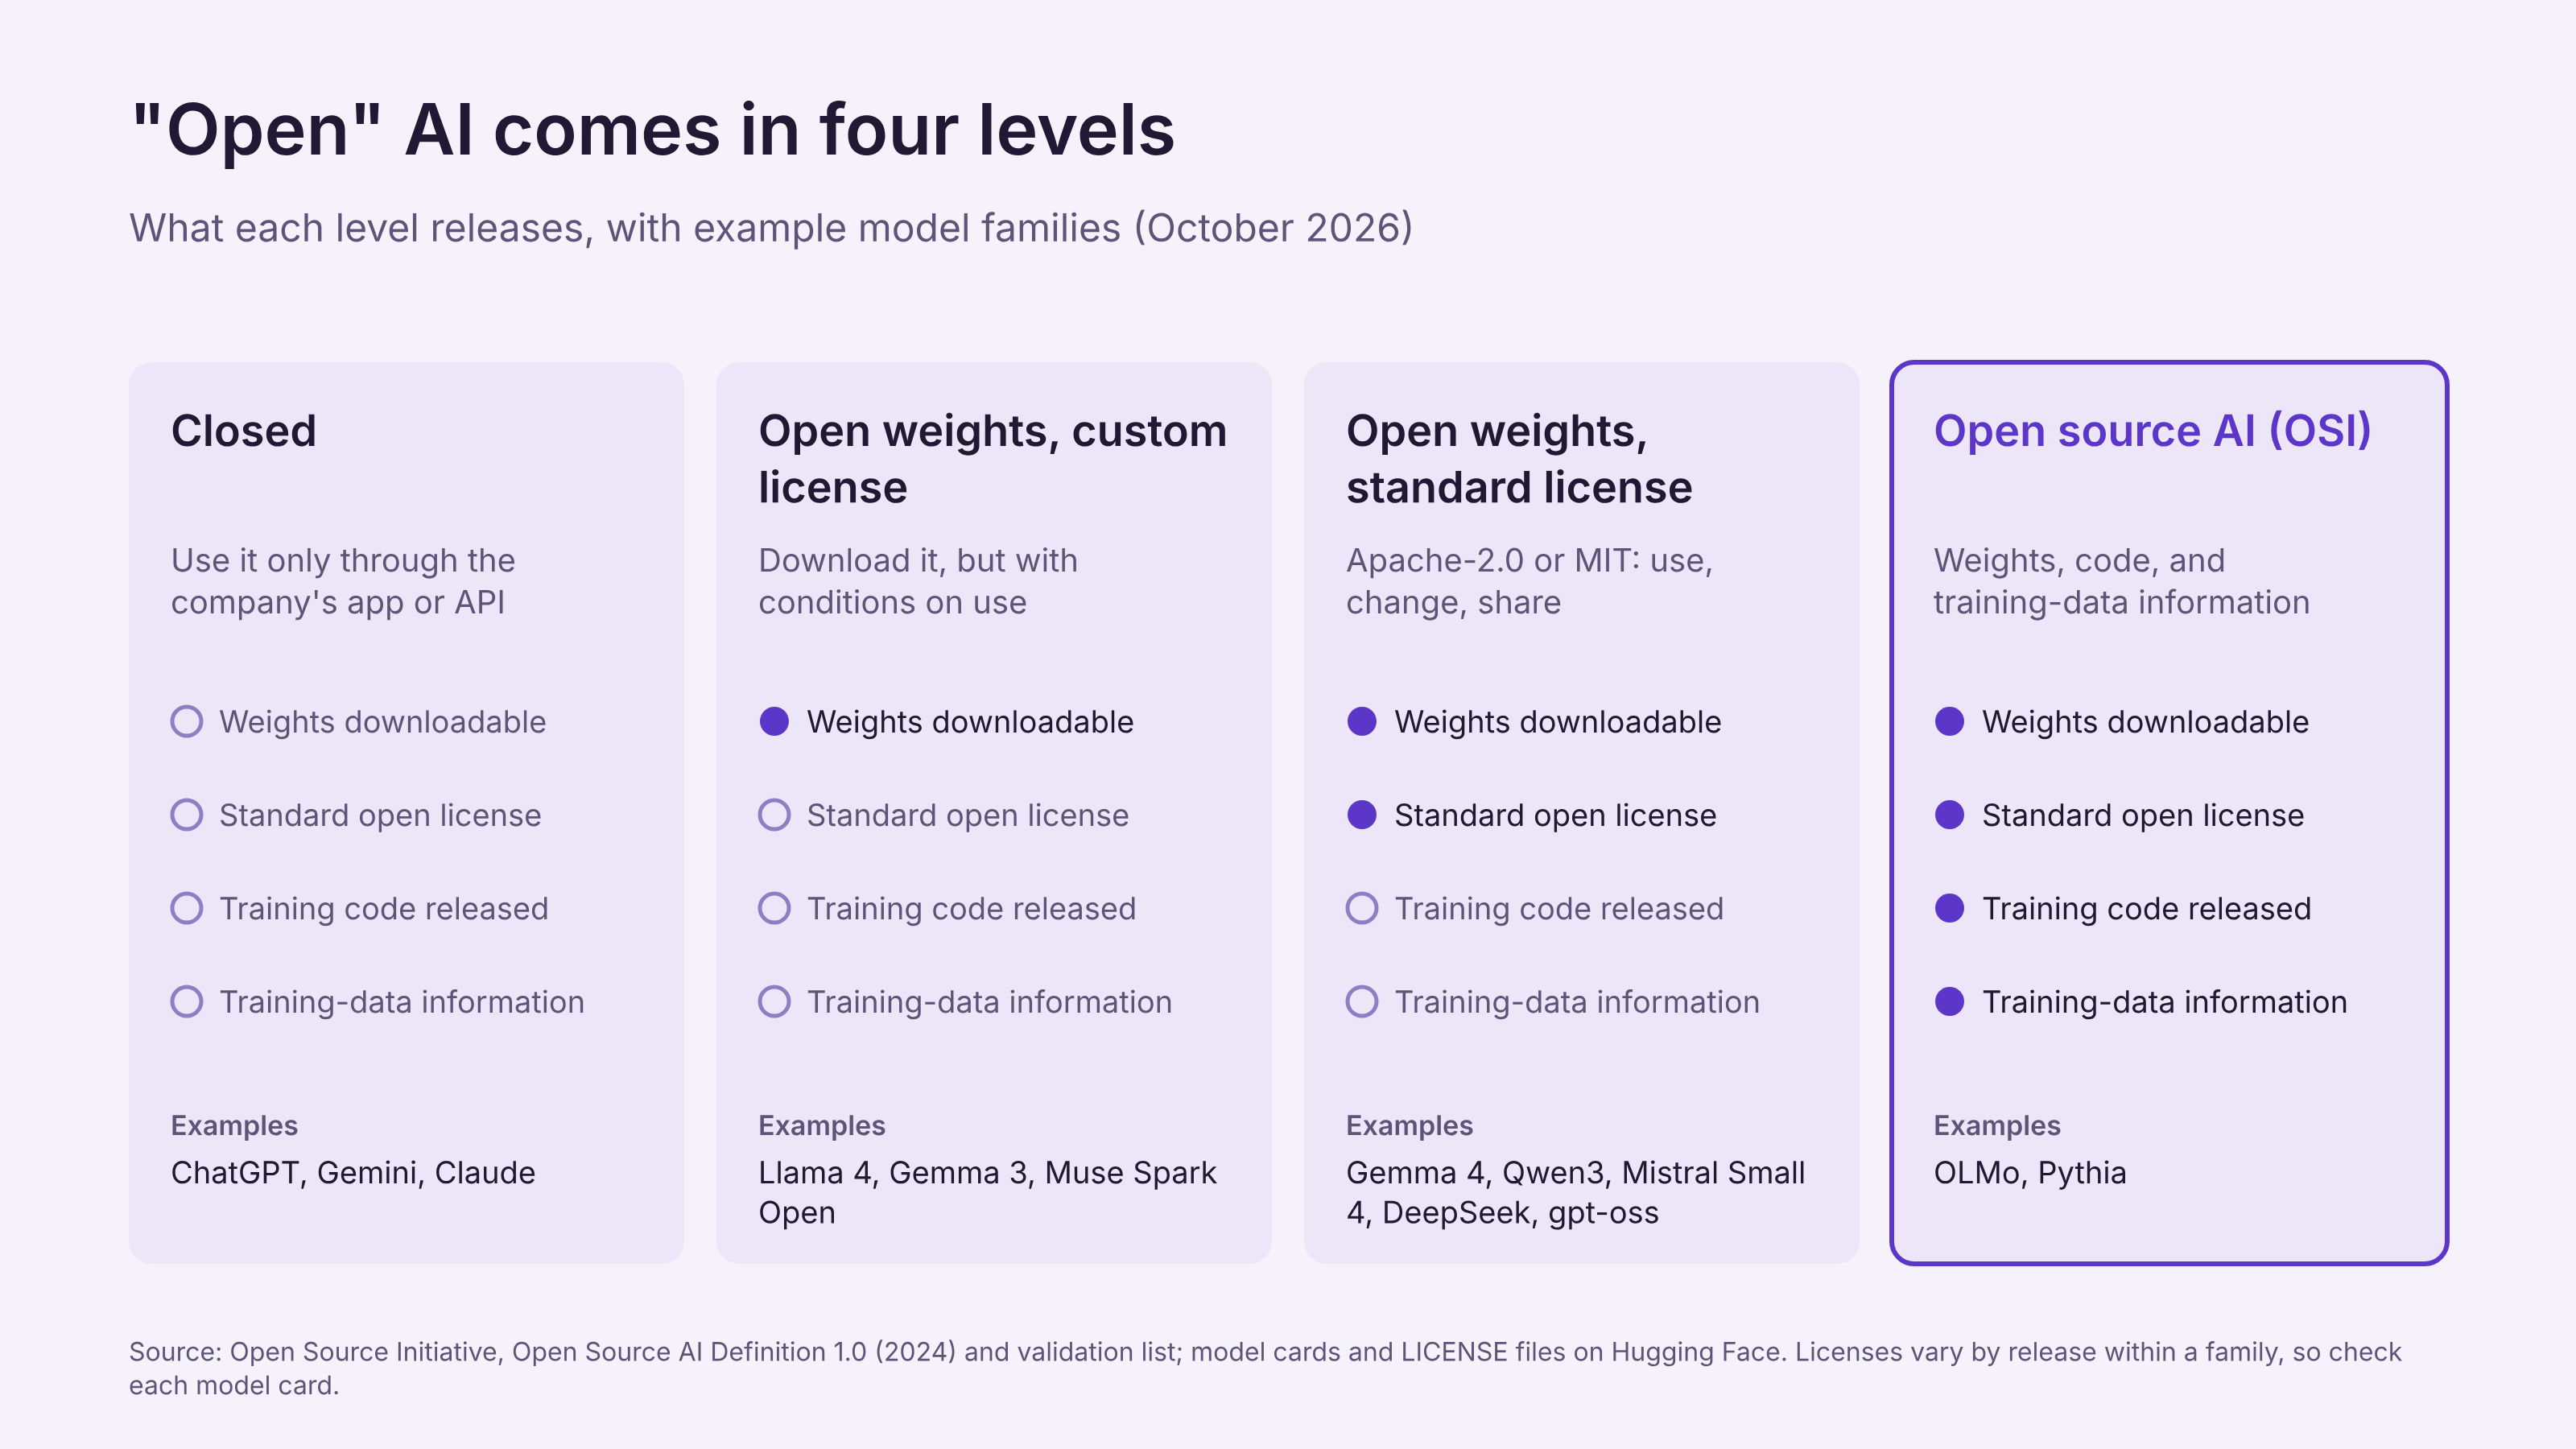 "Open" AI comes in four levels
What each level releases, with example model families (October 2026)
Closed
Use it only through the
company's app or API
Weights downloadable
Standard open license
Training code released
Training-data information
Examples
ChatGPT, Gemini, Claude
Open weights, custom
license
Download it, but with
conditions on use
Weights downloadable
Standard open license
Training code released
Training-data information
Examples
Llama 4, Gemma 3, Muse Spark
Open
Open weights,
standard license
Apache-2.0 or MIT: use,
change, share
Weights downloadable
Standard open license
Training code released
Training-data information
Examples
Gemma 4, Qwen3, Mistral Small
4, DeepSeek, gpt-oss
Open source AI (OSI)
Weights, code, and
training-data information
Weights downloadable
Standard open license
Training code released
Training-data information
Examples
OLMo, Pythia
Source: Open Source Initiative, Open Source AI Definition 1.0 (2024) and validation list; model cards and LICENSE files on Hugging Face. Licenses vary by release within a family, so check
each model card.